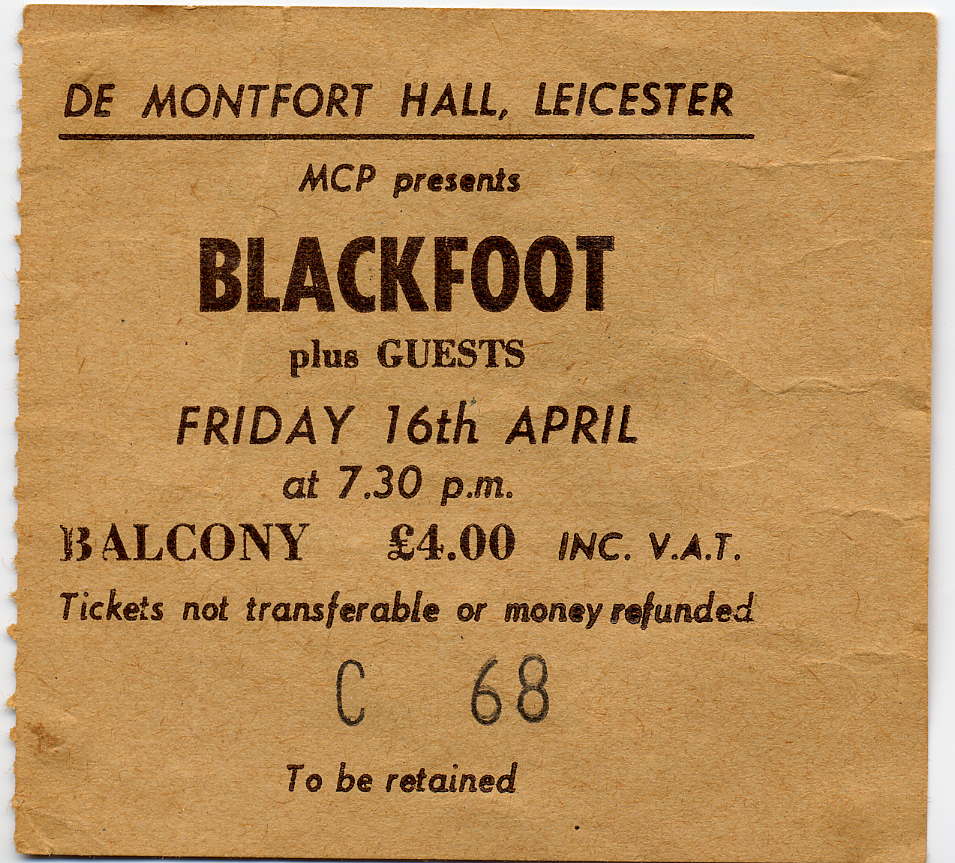 DE MONTFORT HALL, LEICESTER
MCP presents
BLACKFOOT
plus GUESTS
FRIDAY 16th APRIL
at 7.30 p.m.
BALCONY £4.00 INC. V.A.T.
Tickets not transferable or money refunded
C 68
To be retained